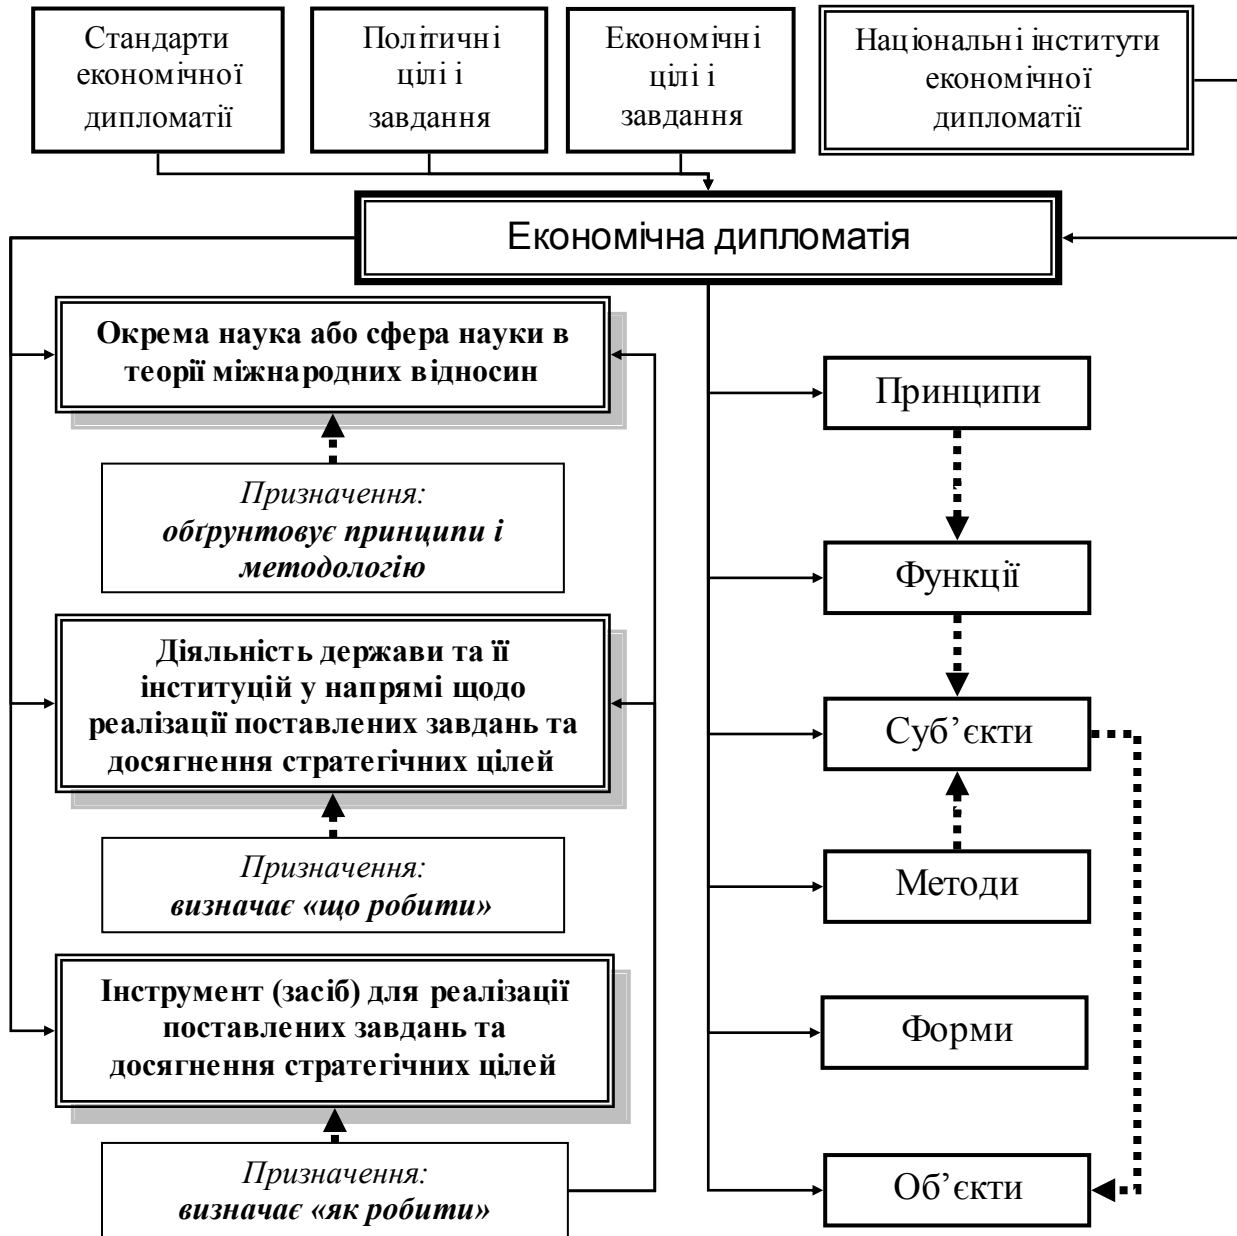 Стандарти
економічної
дипломатії
Політичні
цілі і
завдання
Економічні
цілі і
завдання
Національні інститути
економічної
дипломатії
Економічна дипломатія
Окрема наука або сфера науки в
теорії міжнародних відносин
Призначення:
обґрунтовує принципи і
методологію
Діяльність держави та її
інституцій у напрямі щодо
реалізації поставлених завдань та
досягнення стратегічних цілей
Призначення:
визначає «що робити»
Інструмент (засіб) для реалізації
поставлених завдань та
досягнення стратегічних цілей
Призначення:
визначає «як робити»
Принципи
Функції
Суб’єкти
Методи
Форми
Об’єкти